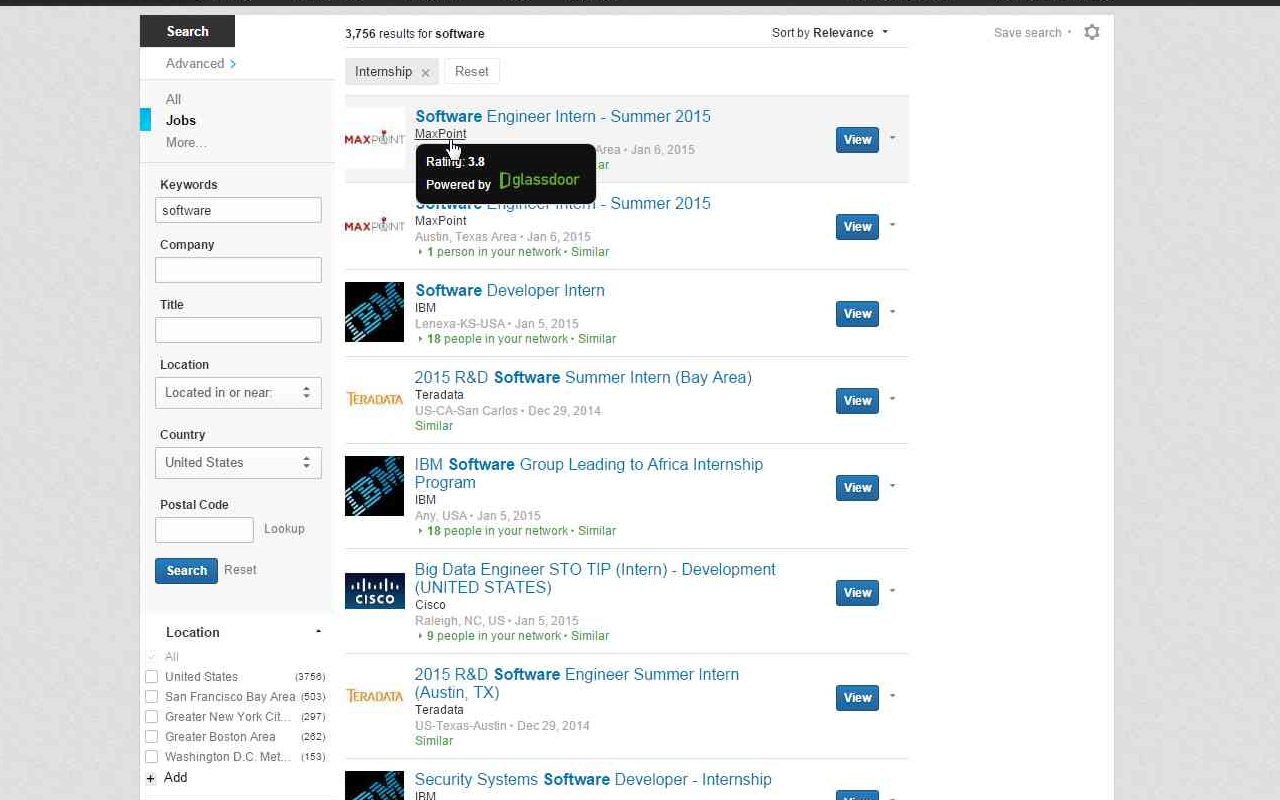 Search
Advanced
All
Jobs
More...
Keywords
software
Company
Title
Location
Located in or near:
Country
United States
Postal Code
Lookup
Search Reset
Location
All
United States (3756)
San Francisco Bay Area (503)
Greater New York Cit... (297)
Greater Boston Area (262)
Washington D.C. Met... (153)
+ Add
3,756 results for software
Sort by Relevance
Save search
Internship ×
Reset
MAXPOINT
Software Engineer Intern - Summer 2015
MaxPoint
Area • Jan 6, 2015
Rating: 3.8
Powered by glassdoor
View
MAXPOINT
Software Engineer Intern - Summer 2015
MaxPoint
Austin, Texas Area • Jan 6, 2015
1 person in your network • Similar
View
IBM
Software Developer Intern
IBM
Lenexa-KS-USA • Jan 5, 2015
18 people in your network • Similar
View
TERADATA
2015 R&D Software Summer Intern (Bay Area)
Teradata
US-CA-San Carlos • Dec 29, 2014
Similar
View
IBM
IBM Software Group Leading to Africa Internship
Program
IBM
Any, USA • Jan 5, 2015
18 people in your network • Similar
View
CISCO
Big Data Engineer STO TIP (Intern) - Development
(UNITED STATES)
Cisco
Raleigh, NC, US • Jan 5, 2015
9 people in your network • Similar
View
TERADATA
2015 R&D Software Engineer Summer Intern
(Austin, TX)
Teradata
US-Texas-Austin • Dec 29, 2014
Similar
View
Security Systems Software Developer - Internship
IBM
View